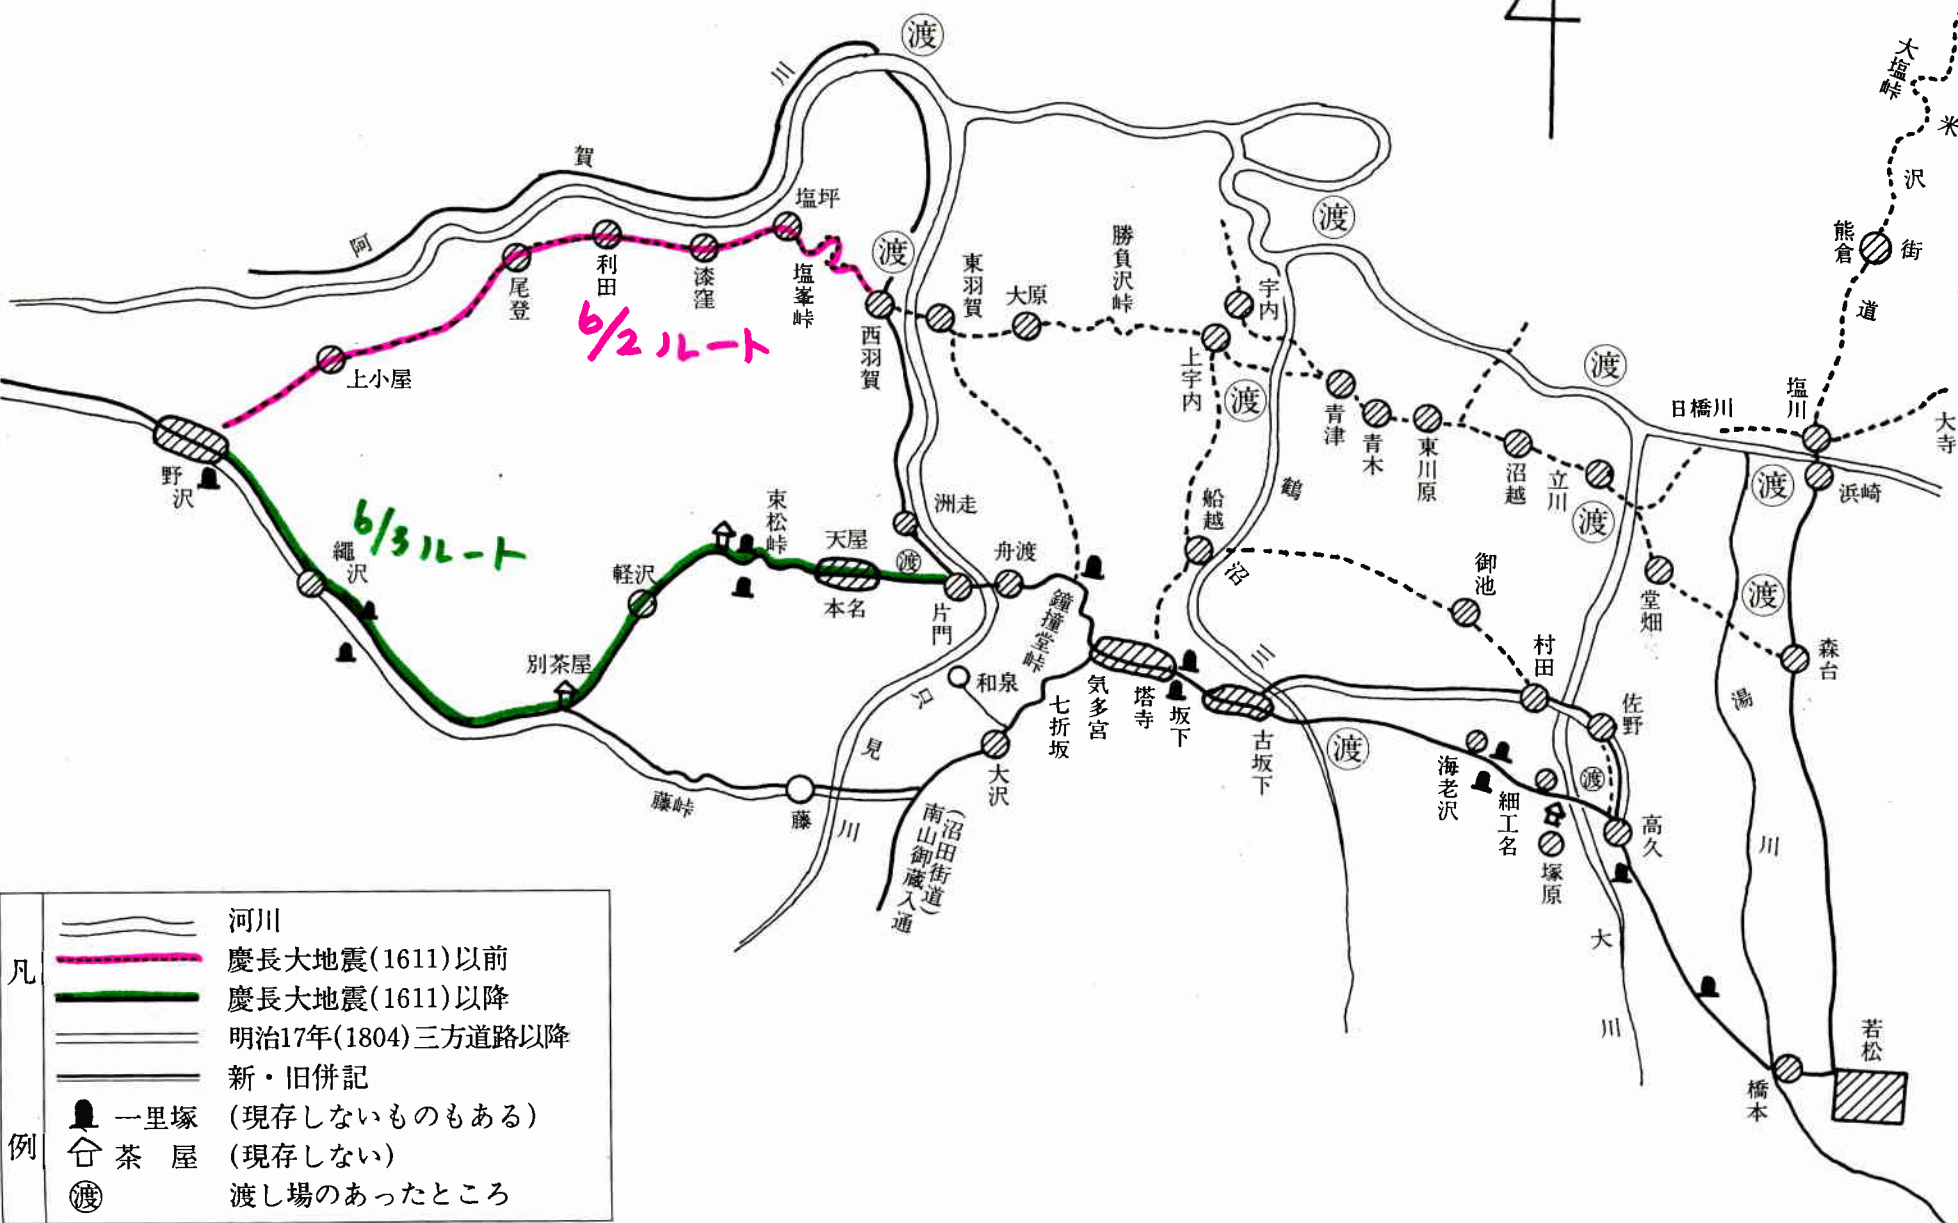 渡
大塩峠
米沢街道
川
賀
阿
塩坪
利田
漆窪
尾登
塩峯峠
渡
東羽賀
大原
勝負沢峠
渡
宇内
熊倉
6/2 ルート
西羽賀
上小屋
上宇内
渡
青津
青木
東川原
沼越
立川
渡
日橋川
塩川
大寺
渡
浜崎
野沢
6/3 ルート
縄沢
軽沢
束松峠
天屋
本名
洲走
渡
片門
舟渡
鐘撞堂峠
船越
鶴沼川
渡
御池
村田
堂畑
渡
森台
別茶屋
和泉
只見川
七折坂
気多宮
塔寺
坂下
古坂下
渡
佐野
湯川
藤峠
藤
大沢
(沼田街道)
南山御蔵入通
海老沢
細工名
渡
塚原
高久
大川
若松
橋本
凡例
河川
慶長大地震(1611)以前
慶長大地震(1611)以降
明治17年(1804)三方道路以降
新・旧併記
一里塚 (現存しないものもある)
茶屋 (現存しない)
渡 渡し場のあったところ